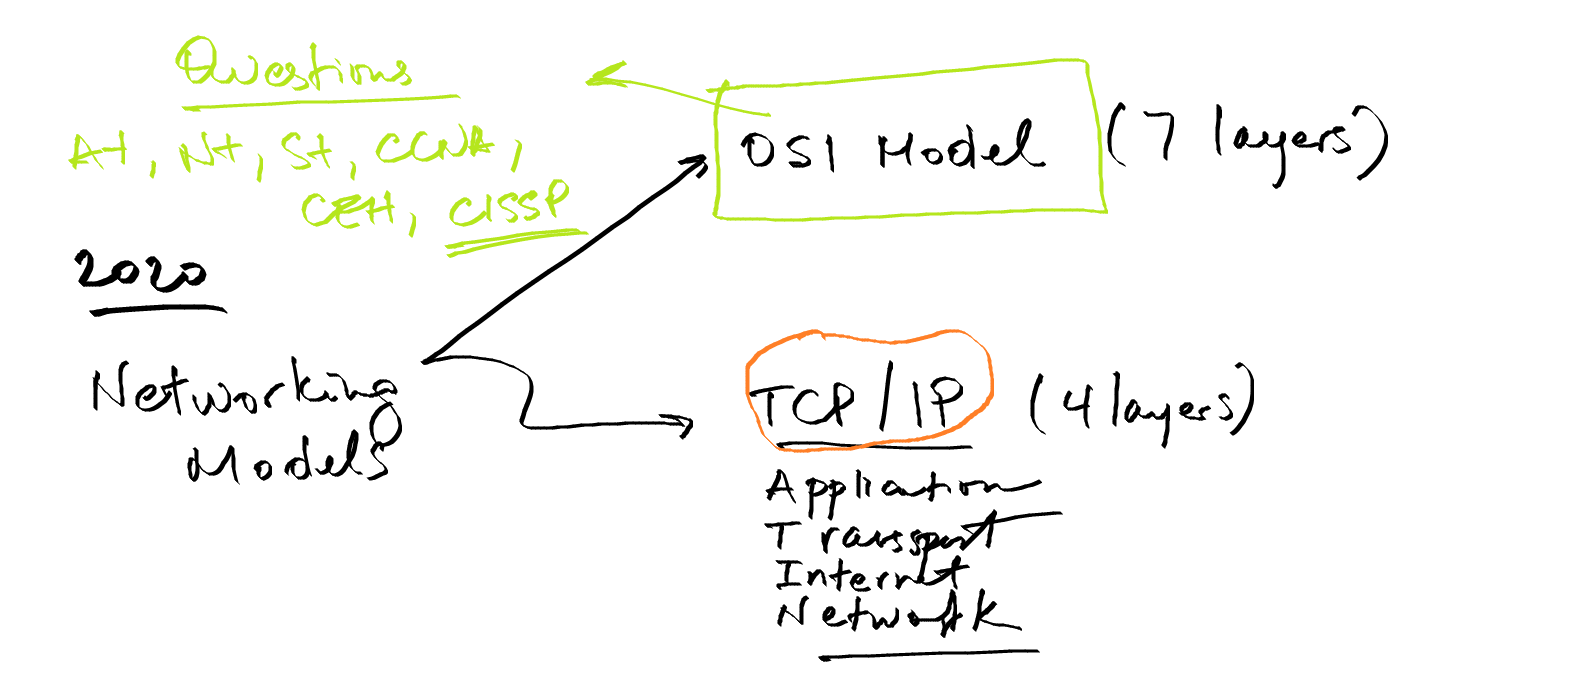 Questions
A+, N+, S+, CCNA,
CEH, CISSP
OSI Model (7 layers)
2020
Networking
Models
TCP/IP (4 layers)
Application
Transport
Internet
Network